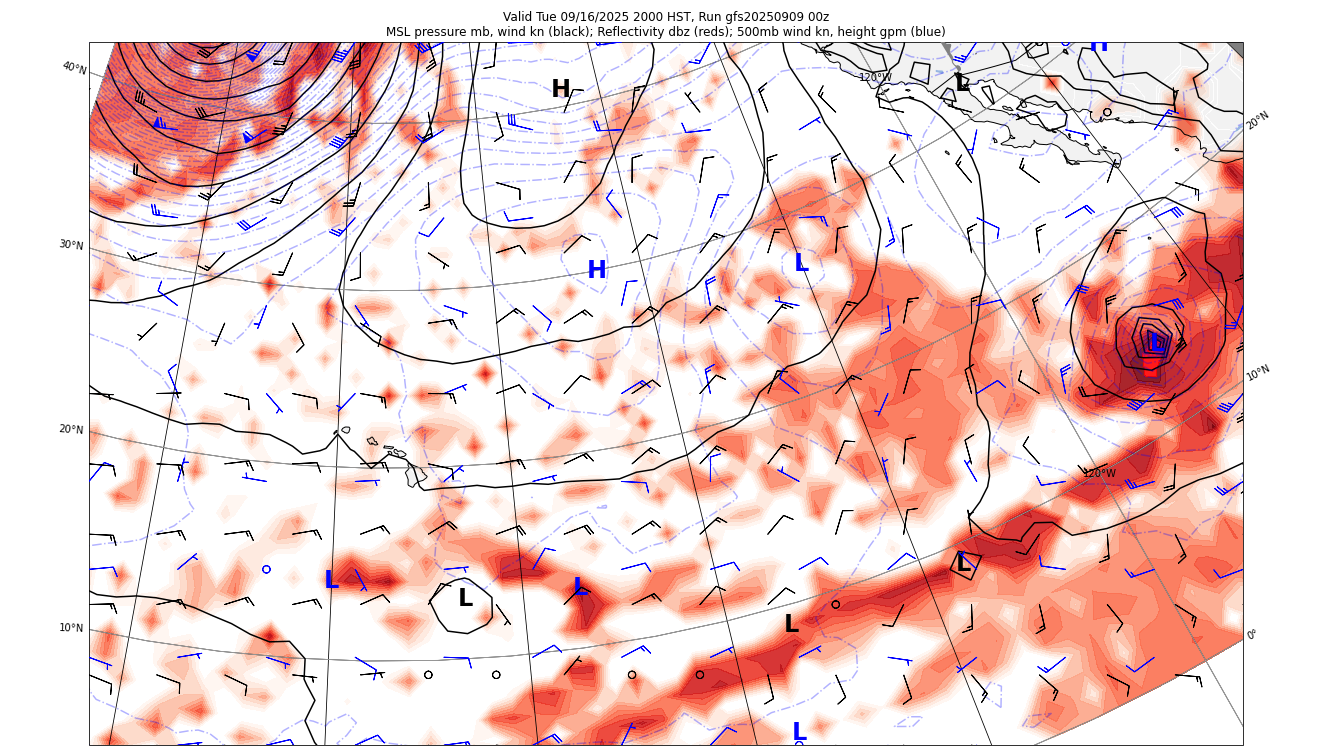 Valid Tue 09/16/2025 2000 HST, Run gfs20250909 00z
MSL pressure mb, wind kn (black); Reflectivity dbz (reds); 500mb wind kn, height gpm (blue)
H
40°N
H
120°W
L
20°N
30°N
H
L
L
10°N
20°N
120°W
L
L
L
L
L
10°N
0°
L